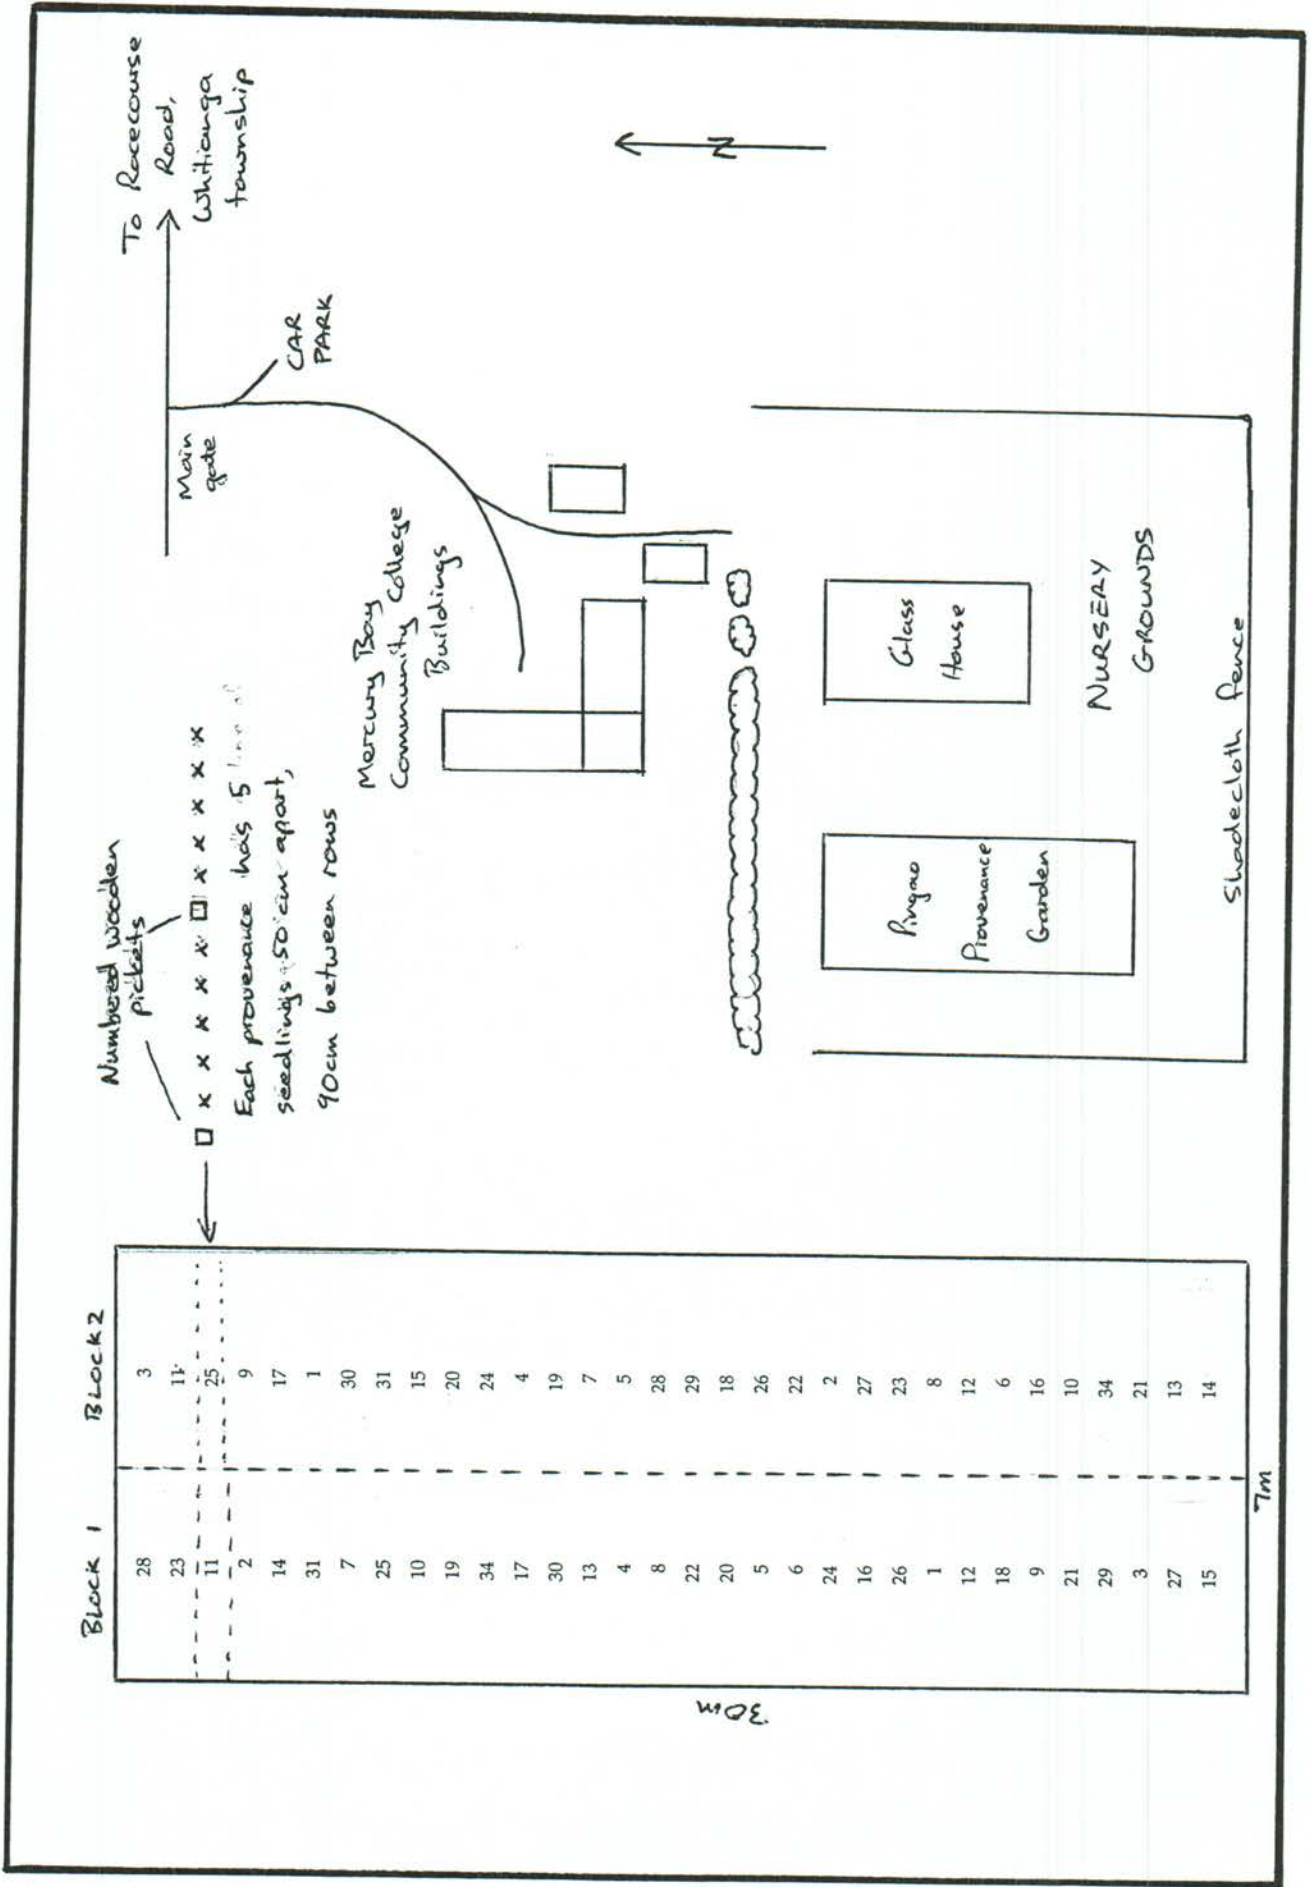 BLOCK 1 BLOCK 2
28 3
23 11
11 25
2 9
14 17
31 1
7 30
25 31
10 15
19 20
34 24
17 4
30 19
13 7
4 5
8 28
22 29
20 18
5 26
6 22
24 2
16 27
26 23
1 8
12 12
18 6
9 16
21 10
29 34
3 21
27 13
15 14
30m
7m
Numbered wooden
pickets
Each provenance has 5
seedlings 50cm apart,
90cm between rows
To Racecourse
Road,
Whitianga
township
Main
gate
CAR
PARK
Mercury Bay
Community College
Buildings
N
Pingao
Provenance
Garden
Glass
House
NURSERY
GROUNDS
Shadecloth fence